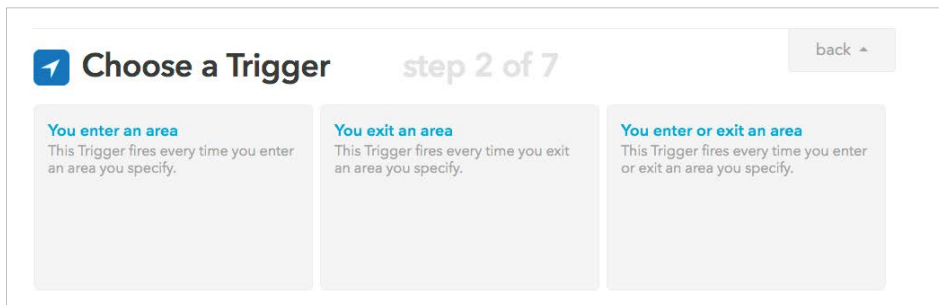 Choose a Trigger step 2 of 7 back
You enter an area
This Trigger fires every time you enter
an area you specify.
You exit an area
This Trigger fires every time you exit
an area you specify.
You enter or exit an area
This Trigger fires every time you enter
or exit an area you specify.